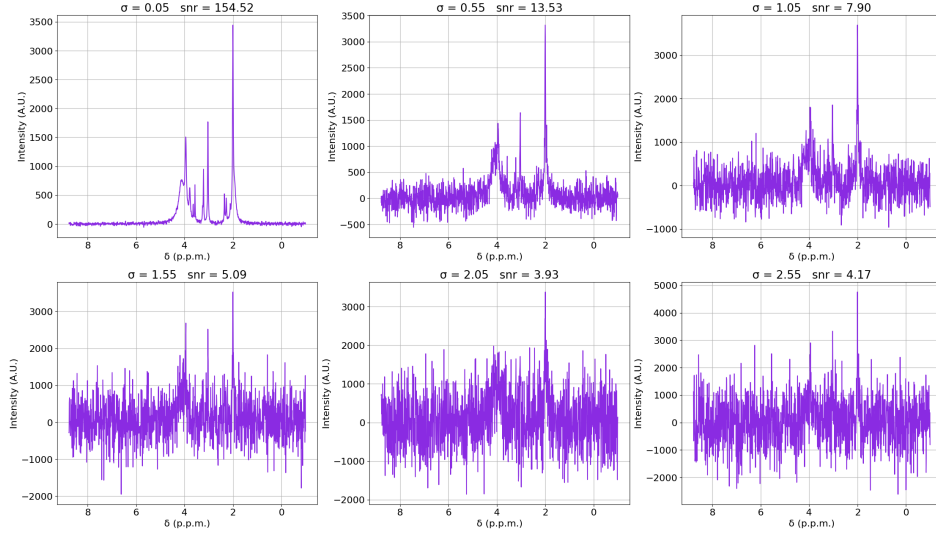 σ = 0.05   snr = 154.52
Intensity (A.U.)
3500
3000
2500
2000
1500
1000
500
0
8 6 4 2 0
δ (p.p.m.)
σ = 0.55   snr = 13.53
Intensity (A.U.)
3500
3000
2500
2000
1500
1000
500
0
−500
8 6 4 2 0
δ (p.p.m.)
σ = 1.05   snr = 7.90
Intensity (A.U.)
3000
2000
1000
0
−1000
8 6 4 2 0
δ (p.p.m.)
σ = 1.55   snr = 5.09
Intensity (A.U.)
3000
2000
1000
0
−1000
−2000
8 6 4 2 0
δ (p.p.m.)
σ = 2.05   snr = 3.93
Intensity (A.U.)
3000
2000
1000
0
−1000
−2000
8 6 4 2 0
δ (p.p.m.)
σ = 2.55   snr = 4.17
Intensity (A.U.)
5000
4000
3000
2000
1000
0
−1000
−2000
8 6 4 2 0
δ (p.p.m.)